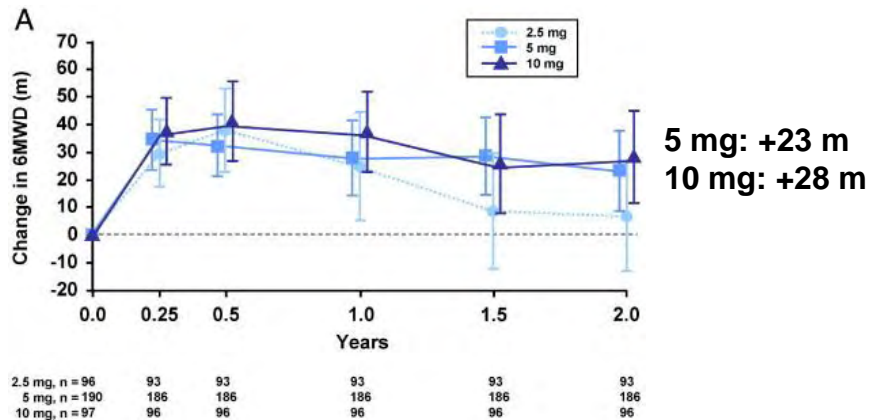 A
70
60
50
40
30
20
10
0
-10
-20
Change in 6MWD (m)
2.5 mg
5 mg
10 mg
5 mg: +23 m
10 mg: +28 m
0.0 0.25 0.5 1.0 1.5 2.0
Years
2.5 mg, n = 96 93 93 93 93 93
5 mg, n = 190 186 186 186 186 186
10 mg, n = 97 96 96 96 96 96